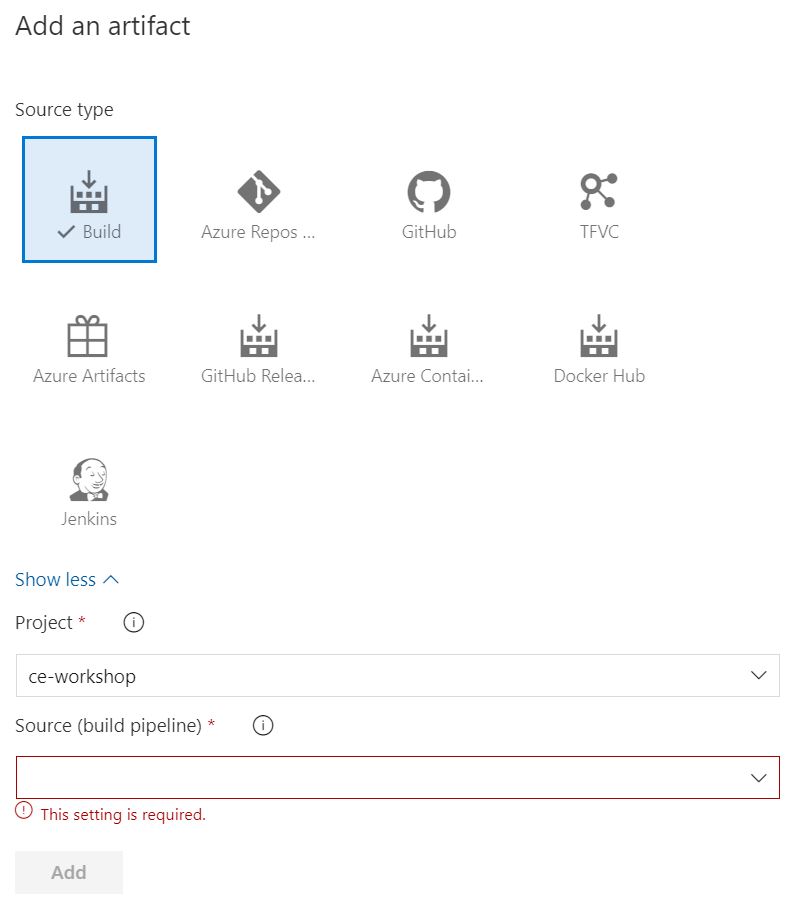 Add an artifact
Source type
Build
Azure Repos ...
GitHub
TFVC
Azure Artifacts
GitHub Relea...
Azure Contai...
Docker Hub
Jenkins
Show less
Project *
ce-workshop
Source (build pipeline) *
This setting is required.
Add